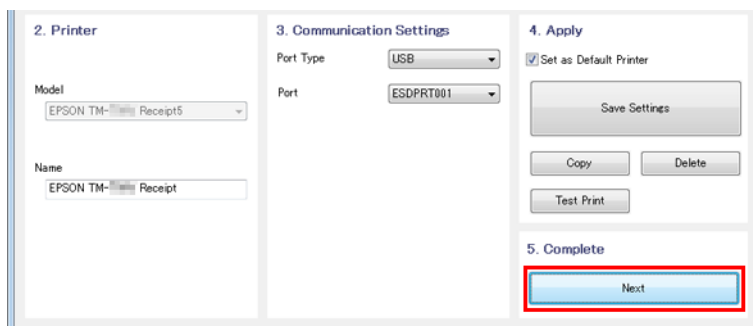 2. Printer
Model
EPSON TM- Receipt5
Name
EPSON TM- Receipt
3. Communication Settings
Port Type
USB
Port
ESDPRT001
4. Apply
Set as Default Printer
Save Settings
Copy
Delete
Test Print
5. Complete
Next